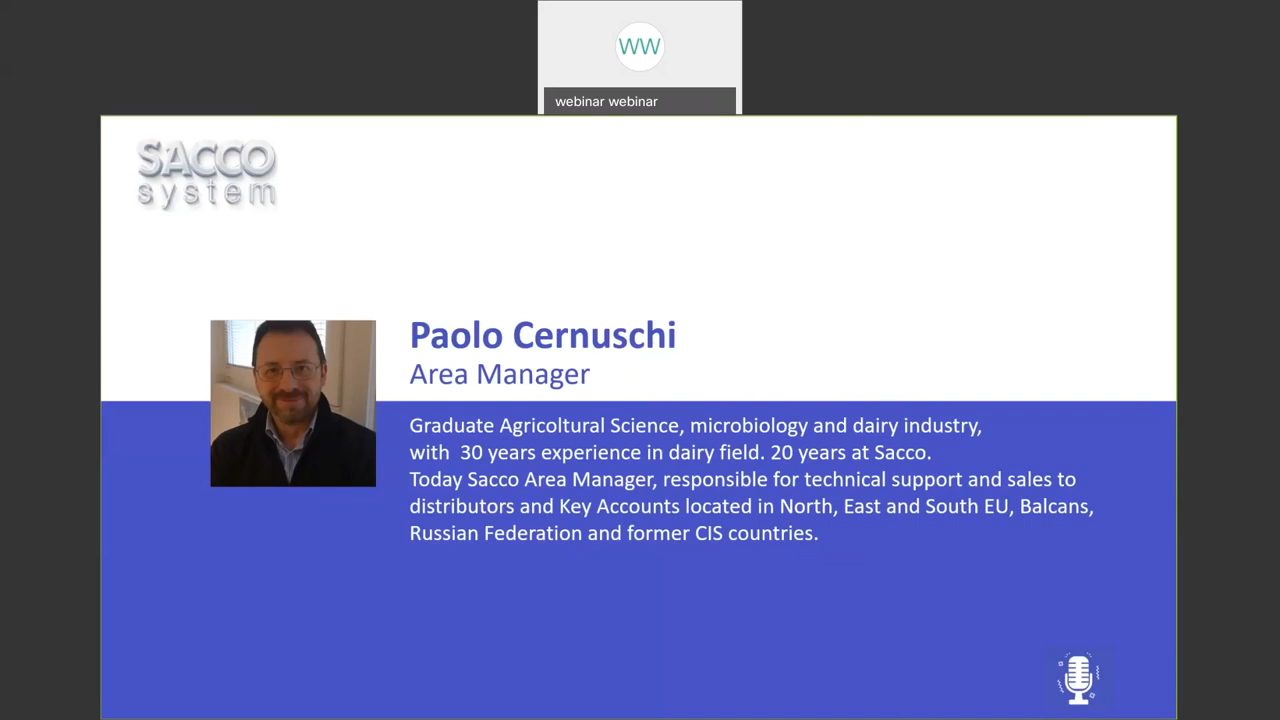 WW
webinar webinar
SACCO
system
Paolo Cernuschi
Area Manager
Graduate Agricoltural Science, microbiology and dairy industry,
with  30 years experience in dairy field. 20 years at Sacco.
Today Sacco Area Manager, responsible for technical support and sales to
distributors and Key Accounts located in North, East and South EU, Balcans,
Russian Federation and former CIS countries.